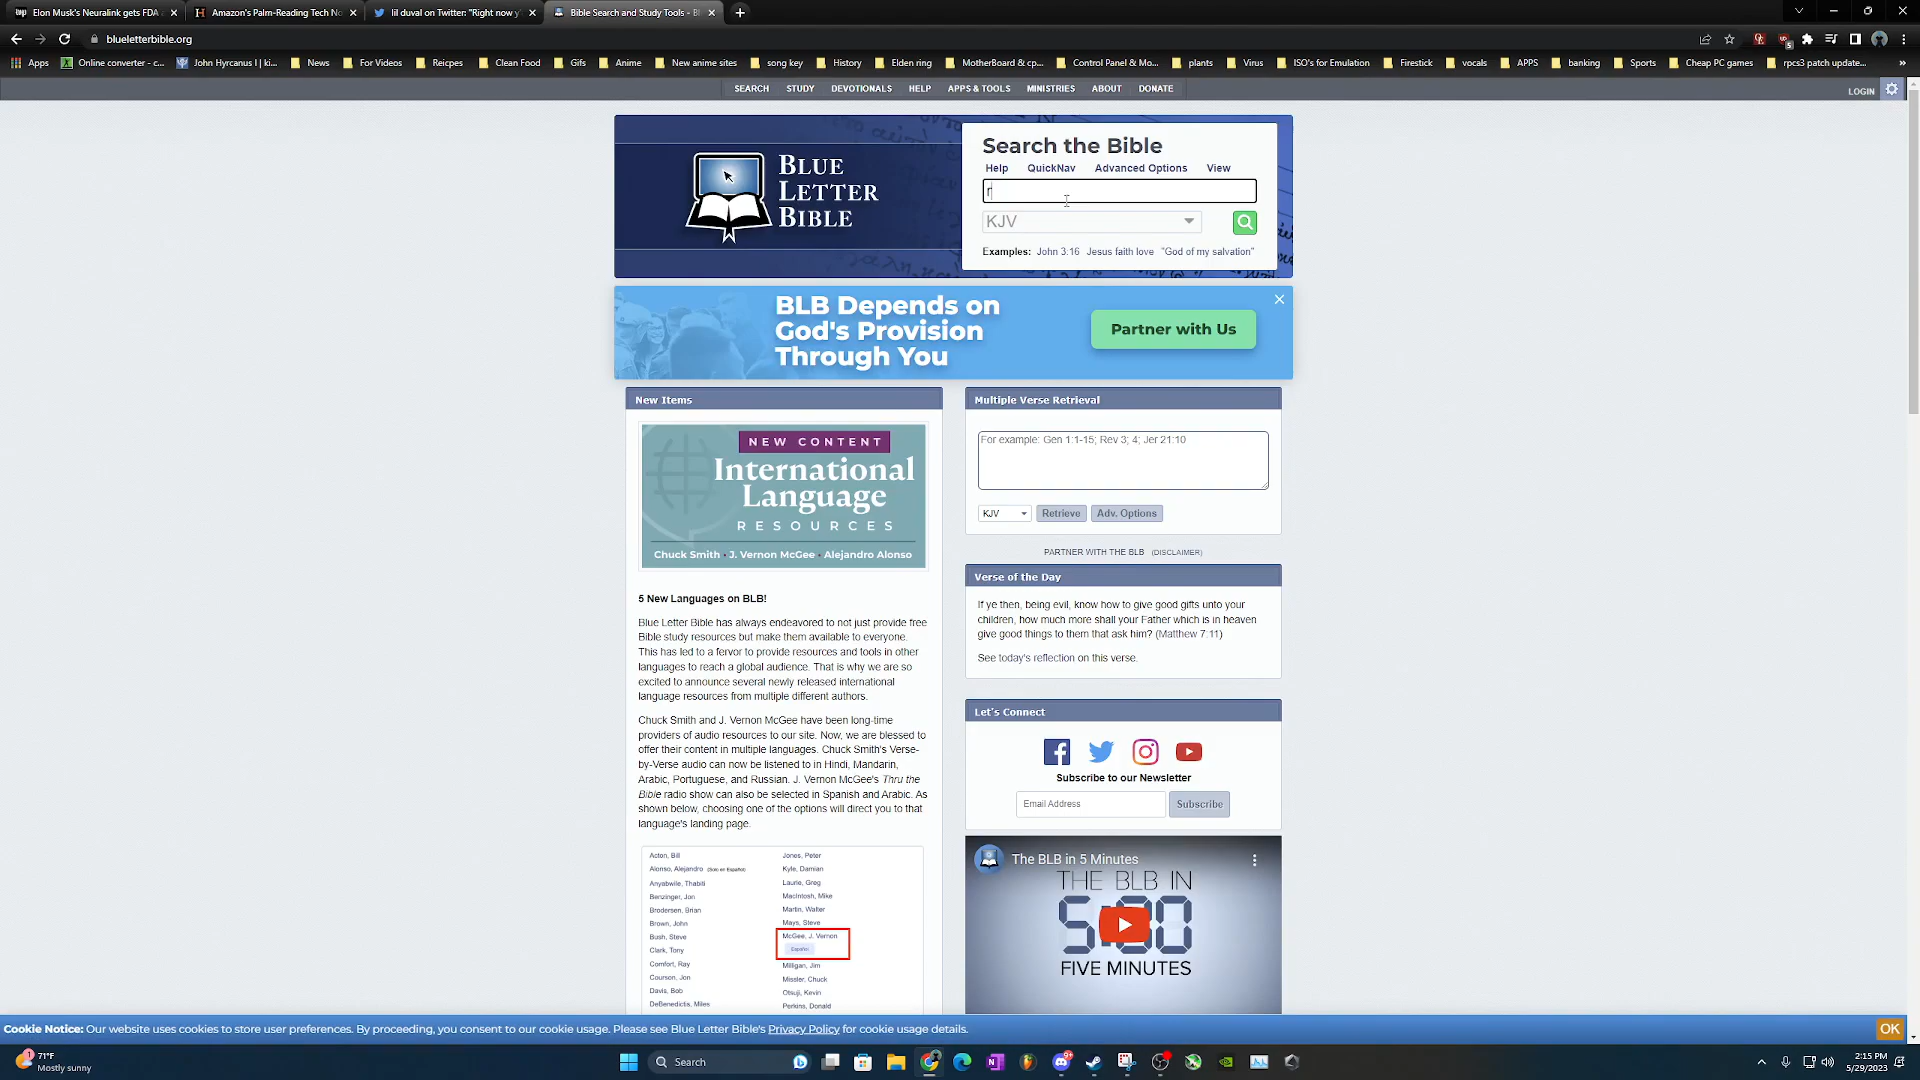 Elon Musk's Neuralink gets FDA
Amazon's Palm-Reading Tech No
lil duval on Twitter: "Right now y'
Bible Search and Study Tools - Bl
blueletterbible.org
Apps
Online converter - c...
John Hyrcanus I | ki...
News
For Videos
Reicpes
Clean Food
Gifs
Anime
New anime sites
song key
History
Elden ring
MotherBoard & cp...
Control Panel & Mo...
plants
Virus
ISO's for Emulation
Firestick
vocals
APPS
banking
Sports
Cheap PC games
rpcs3 patch update...
SEARCH STUDY DEVOTIONALS HELP APPS & TOOLS MINISTRIES ABOUT DONATE
LOGIN
BLUE
LETTER
BIBLE
Search the Bible
Help QuickNav Advanced Options View
r
KJV
Examples: John 3:16 Jesus faith love "God of my salvation"
BLB Depends on
God's Provision
Through You
Partner with Us
New Items
NEW CONTENT
International
Language
RESOURCES
Chuck Smith · J. Vernon McGee · Alejandro Alonso
5 New Languages on BLB!
Blue Letter Bible has always endeavored to not just provide free
Bible study resources but make them available to everyone.
This has led to a fervor to provide resources and tools in other
languages to reach a global audience. That is why we are so
excited to announce several newly released international
language resources from multiple different authors.
Chuck Smith and J. Vernon McGee have been long-time
providers of audio resources to our site. Now, we are blessed to
offer their content in multiple languages. Chuck Smith's Verse-
by-Verse audio can now be listened to in Hindi, Mandarin,
Arabic, Portuguese, and Russian. J. Vernon McGee's Thru the
Bible radio show can also be selected in Spanish and Arabic. As
shown below, choosing one of the options will direct you to that
language's landing page.
Acton, Bill
Alonso, Alejandro (Solo en Español)
Anyabwile, Thabiti
Benzinger, Jon
Brodersen, Brian
Brown, John
Bush, Steve
Clark, Tony
Comfort, Ray
Courson, Jon
Davis, Bob
DeBenedictis, Miles
Jones, Peter
Kyle, Damian
Laurie, Greg
MacIntosh, Mike
Martin, Walter
Mays, Steve
McGee, J. Vernon
Español
Milligan, Jim
Missler, Chuck
Otsuji, Kevin
Perkins, Donald
Multiple Verse Retrieval
For example: Gen 1:1-15; Rev 3; 4; Jer 21:10
KJV Retrieve Adv. Options
PARTNER WITH THE BLB (DISCLAIMER)
Verse of the Day
If ye then, being evil, know how to give good gifts unto your
children, how much more shall your Father which is in heaven
give good things to them that ask him? (Matthew 7:11)
See today's reflection on this verse.
Let's Connect
Subscribe to our Newsletter
Email Address Subscribe
The BLB in 5 Minutes
THE BLB IN
5:00
FIVE MINUTES
Cookie Notice: Our website uses cookies to store user preferences. By proceeding, you consent to our cookie usage. Please see Blue Letter Bible's Privacy Policy for cookie usage details.
OK
71°F
Mostly sunny
Search
2:15 PM
5/29/2023